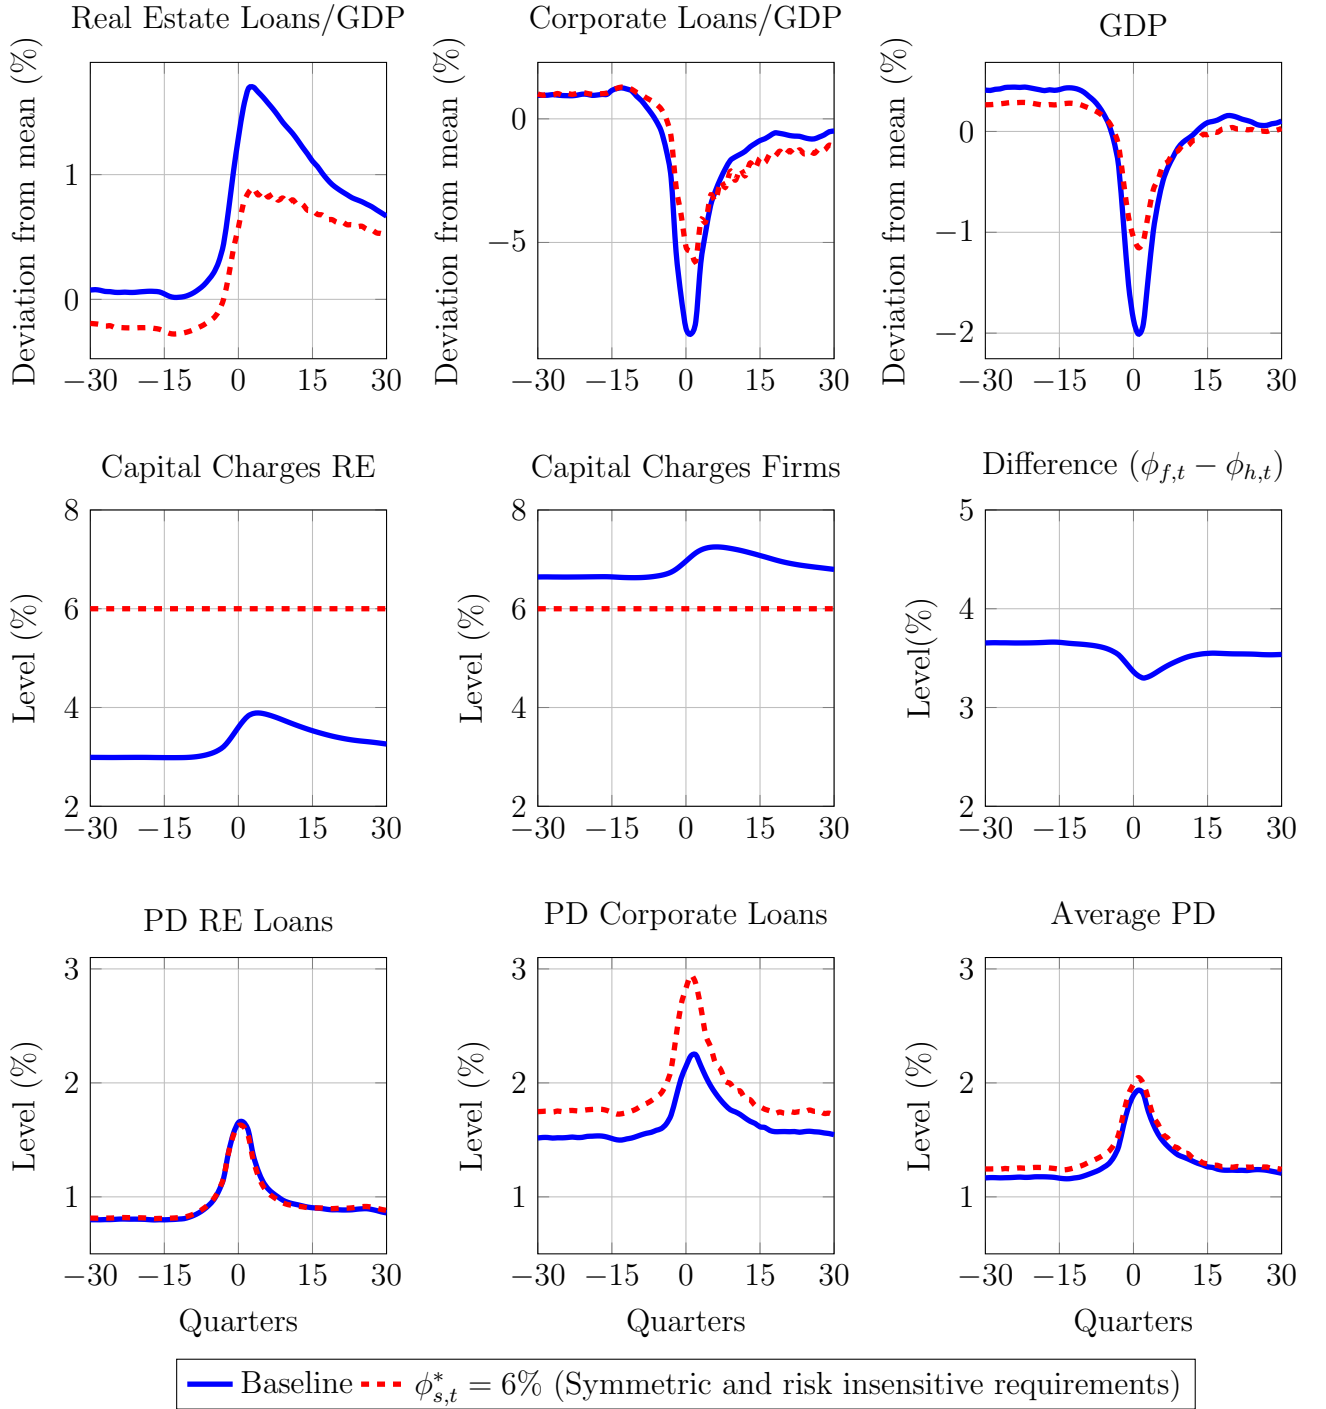 Real Estate Loans/GDP
Corporate Loans/GDP
GDP
Deviation from mean (%)
1
0
−30 −15 0 15 30
Deviation from mean (%)
0
−5
−30 −15 0 15 30
Deviation from mean (%)
0
−1
−2
−30 −15 0 15 30
Capital Charges RE
Capital Charges Firms
Difference (ϕf,t − ϕh,t)
Level (%)
8
6
4
2
−30 −15 0 15 30
Level (%)
8
6
4
2
−30 −15 0 15 30
Level(%)
5
4
3
2
−30 −15 0 15 30
PD RE Loans
PD Corporate Loans
Average PD
Level (%)
3
2
1
−30 −15 0 15 30
Quarters
Level (%)
3
2
1
−30 −15 0 15 30
Quarters
Level (%)
3
2
1
−30 −15 0 15 30
Quarters
Baseline ϕ*s,t = 6% (Symmetric and risk insensitive requirements)